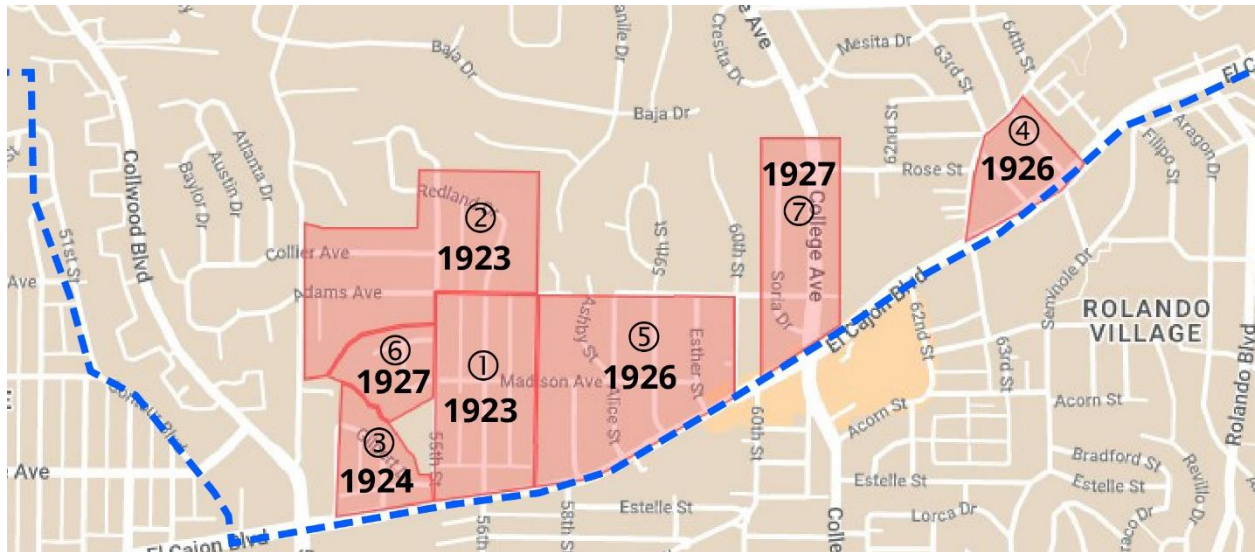 Baja Dr
Cresita Dr
Ave
Mesita Dr
63rd St
64th St
El C
Baja Dr
Collwood Blvd
Atlanta Dr
Austin Dr
Baylor Dr
62nd St
Rose St
④
1926
Filipo St
Aragon Dr
1927
⑦
College Ave
Redland
②
1923
51st St
Collier Ave
59th St
60th St
Adams Ave
Soria Dr
El Cajon Blvd
Seminole Dr
ROLANDO
VILLAGE
Ave
⑥
1927
①
1923
Madison Ave
Ashby St
Alice St
⑤
1926
Esther St
62nd St
63rd St
Rolando Blvd
③
1924
55th St
60th St
Acorn St
Acorn St
Ave
Bradford St
Estelle St
Estelle St
Revillo Dr
El Cajon Blvd
56th St
58th St
Estelle St
Colle
Lorca Dr